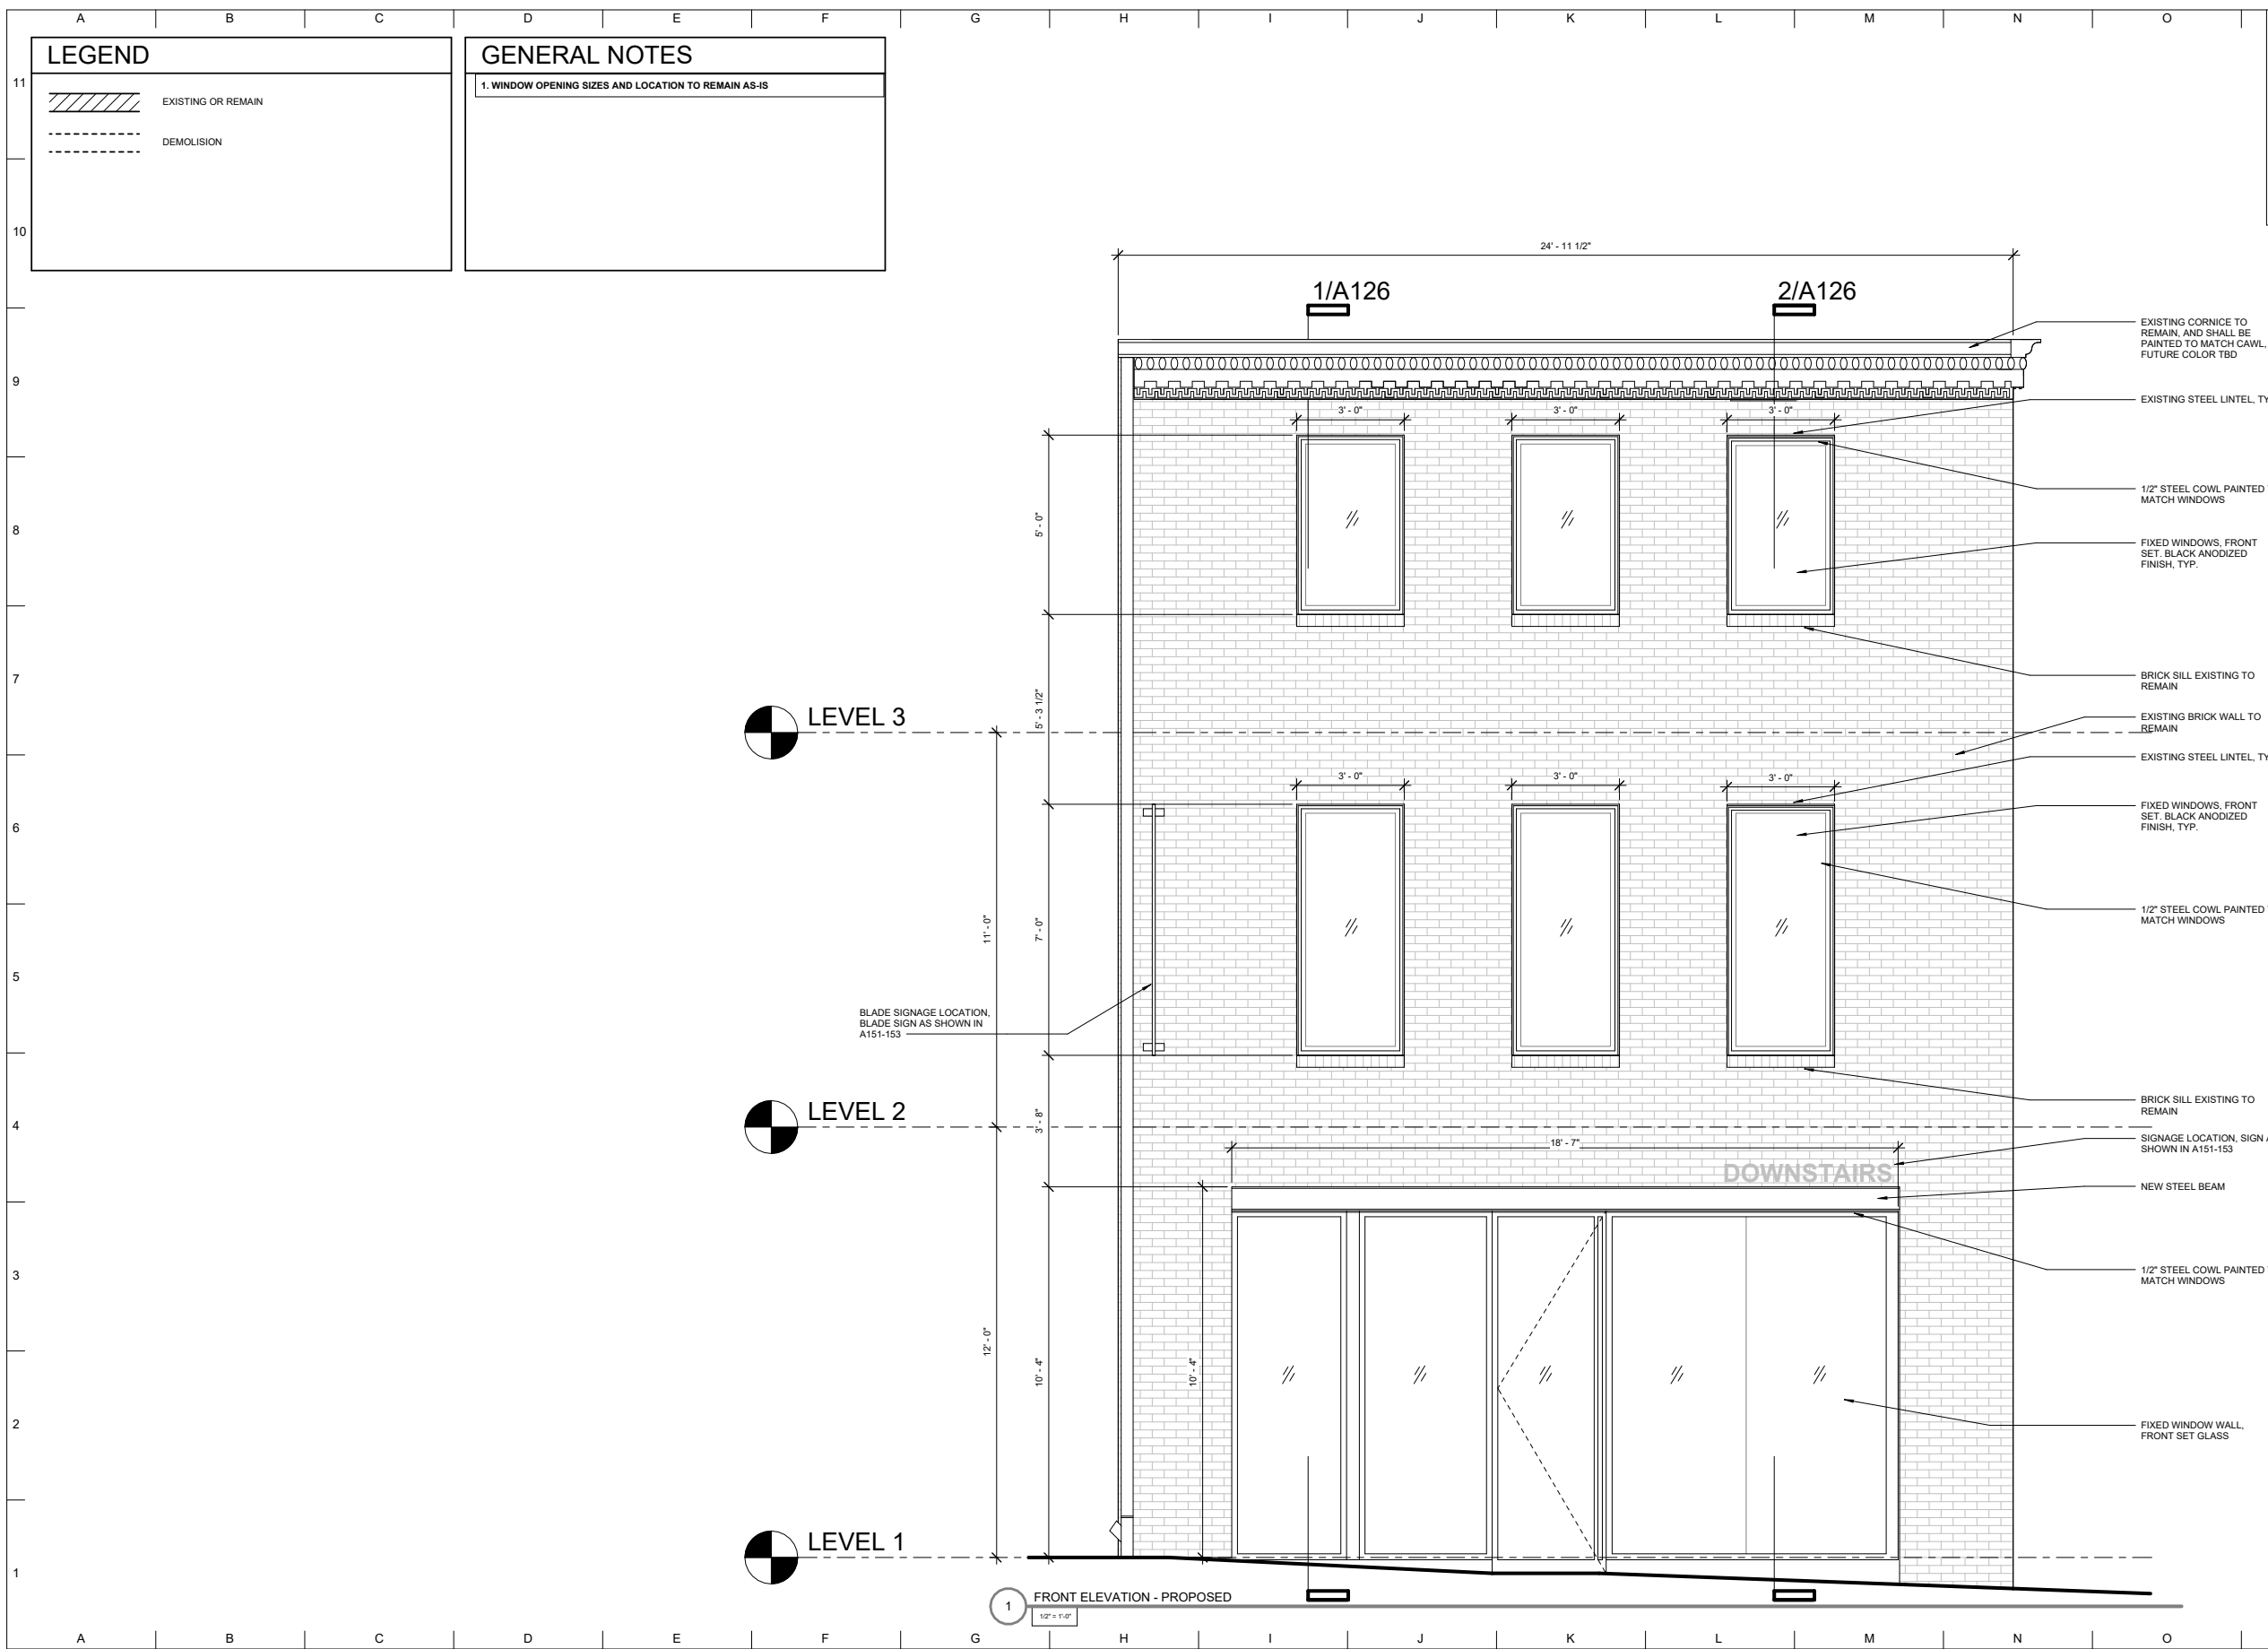 A B C D E F G H I J K L M N O
11
10
9
8
7
6
5
4
3
2
1
LEGEND
EXISTING OR REMAIN
DEMOLISION
GENERAL NOTES
1. WINDOW OPENING SIZES AND LOCATION TO REMAIN AS-IS
24' - 11 1/2"
1/A126
2/A126
EXISTING CORNICE TO
REMAIN, AND SHALL BE
PAINTED TO MATCH CAWL,
FUTURE COLOR TBD
EXISTING STEEL LINTEL,
3' - 0"
3' - 0"
3' - 0"
1/2" STEEL COWL PAINTED
MATCH WINDOWS
5' - 0"
FIXED WINDOWS, FRONT
SET. BLACK ANODIZED
FINISH, TYP.
BRICK SILL EXISTING TO
REMAIN
5' - 3 1/2"
LEVEL 3
EXISTING BRICK WALL TO
REMAIN
EXISTING STEEL LINTEL,
3' - 0"
3' - 0"
3' - 0"
FIXED WINDOWS, FRONT
SET. BLACK ANODIZED
FINISH, TYP.
1/2" STEEL COWL PAINTED
MATCH WINDOWS
11' - 0"
7' - 0"
BLADE SIGNAGE LOCATION,
BLADE SIGN AS SHOWN IN
A151-153
BRICK SILL EXISTING TO
REMAIN
LEVEL 2
3' - 8"
18' - 7"
SIGNAGE LOCATION, SIGN
SHOWN IN A151-153
DOWNSTAIRS
NEW STEEL BEAM
1/2" STEEL COWL PAINTED
MATCH WINDOWS
12' - 0"
10' - 4"
10' - 4"
FIXED WINDOW WALL,
FRONT SET GLASS
LEVEL 1
1
FRONT ELEVATION - PROPOSED
1/2" = 1'-0"
A B C D E F G H I J K L M N O